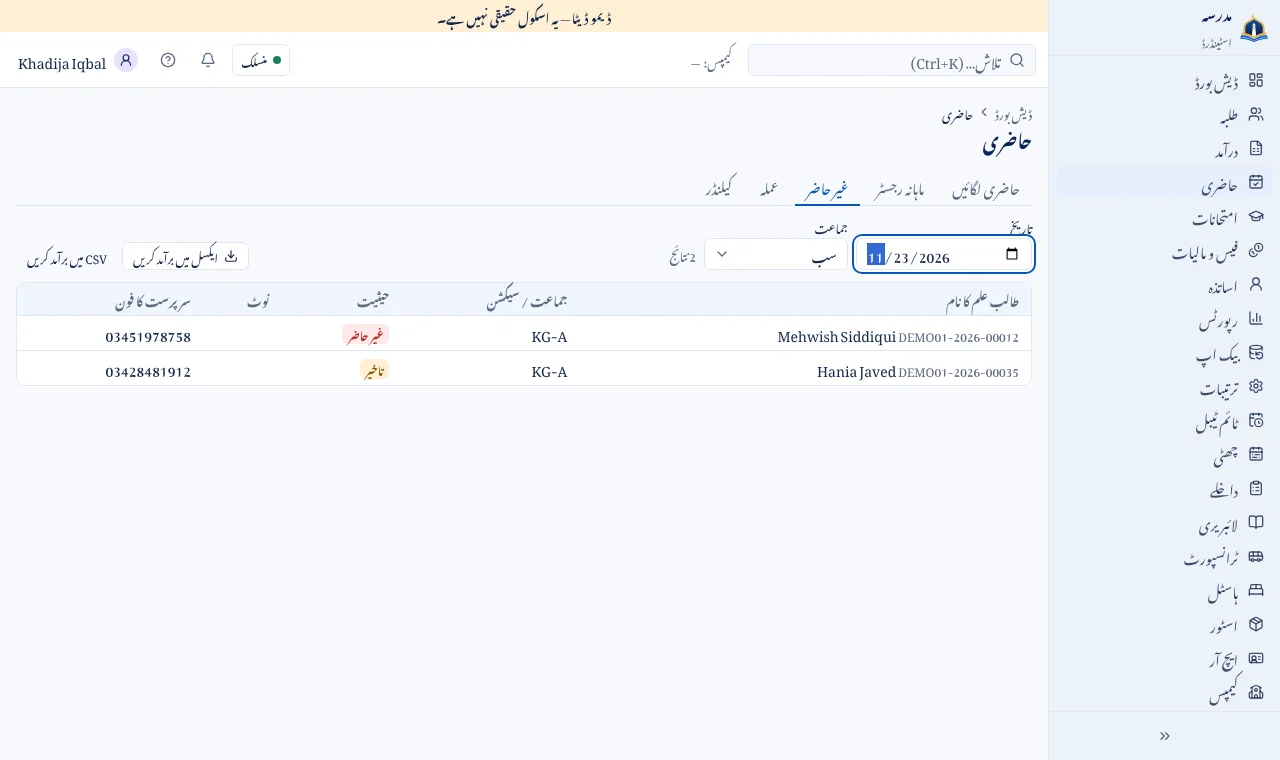 ڈیمو ڈیٹا — یہ اسکول حقیقی نہیں ہے۔
مدرسہ
اسٹینڈرڈ
ڈیش بورڈ
طلبہ
درآمد
حاضری
امتحانات
فیس و مالیات
اساتذہ
رپورٹس
بیک اپ
ترتیبات
ٹائم ٹیبل
چھٹی
داخلے
لائبریری
ٹرانسپورٹ
ہاسٹل
اسٹور
ایچ آر
کیمپس
تلاش... (Ctrl+K)
کیمپس: —
منسلک
Khadija Iqbal
ڈیش بورڈ حاضری
حاضری
حاضری لگائیں ماہانہ رجسٹر غیر حاضر عملہ کیلنڈر
تاریخ جماعت
11/23/2026 سب 2 نتائج ایکسل میں برآمد کریں CSV میں برآمد کریں
طالب علم کا نام جماعت / سیکشن حیثیت نوٹ سرپرست کا فون
Mehwish Siddiqui DEMO01-2026-00012 KG-A غیر حاضر 03451978758
Hania Javed DEMO01-2026-00035 KG-A تاخیر 03428481912